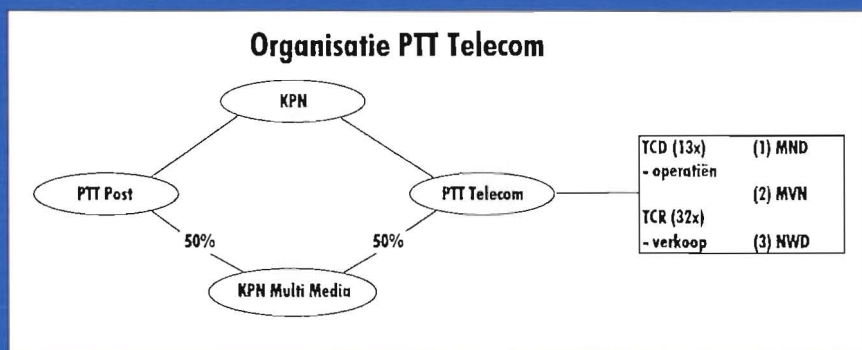 Organisatie PTT Telecom
KPN
PTT Post
PTT Telecom
50%
50%
KPN Multi Media
TCD (13x) (1) MND
- operatiën
(2) MVN
TCR (32x)
- verkoop (3) NWD